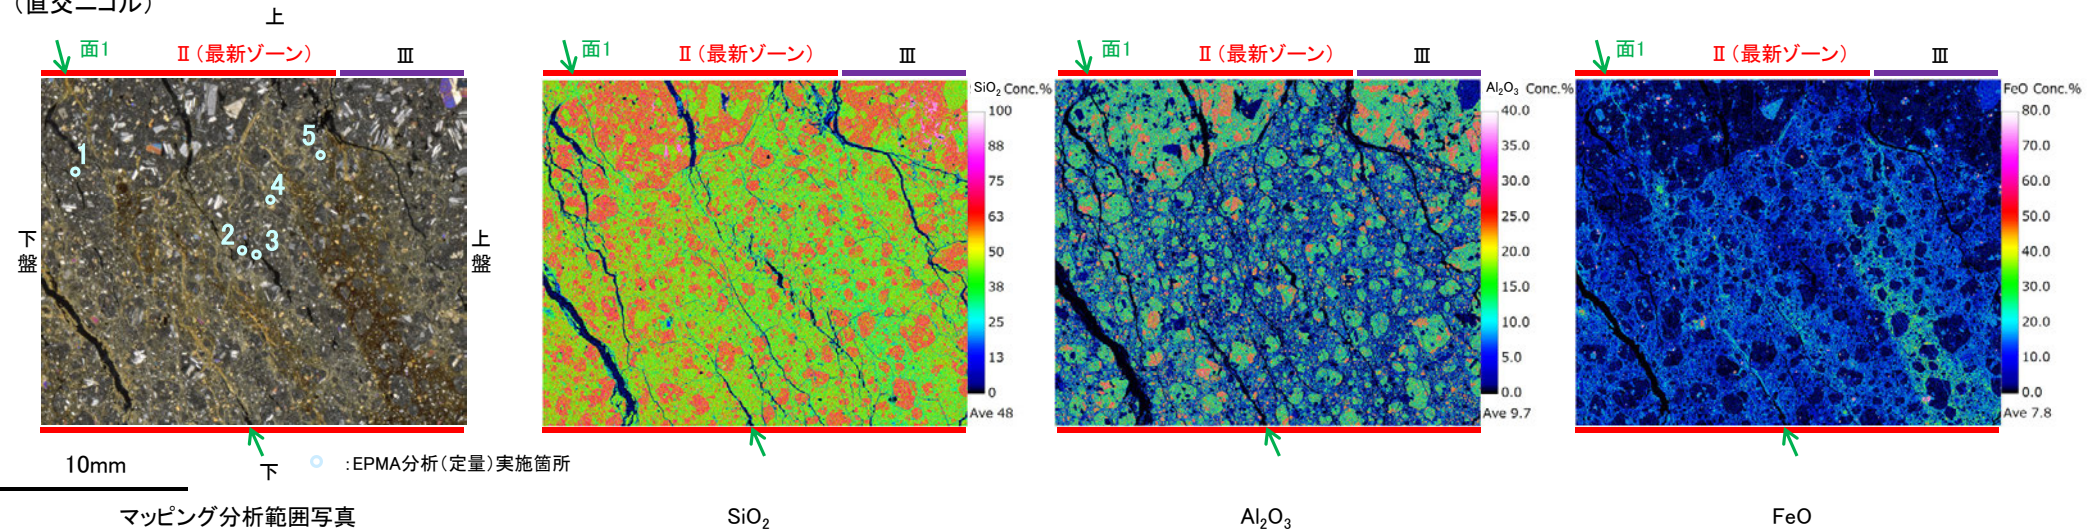 （直交ニコル）
上
面1
Ⅱ（最新ゾーン）
Ⅲ
下盤
上盤
1
2
3
4
5
10mm
下
：EPMA分析（定量）実施箇所
マッピング分析範囲写真
面1
Ⅱ（最新ゾーン）
Ⅲ
SiO₂ Conc.%
100
88
75
63
50
38
25
13
0
Ave 48
SiO₂
面1
Ⅱ（最新ゾーン）
Ⅲ
Al₂O₃ Conc.%
40.0
35.0
30.0
25.0
20.0
15.0
10.0
5.0
0.0
Ave 9.7
Al₂O₃
面1
Ⅱ（最新ゾーン）
Ⅲ
FeO Conc.%
80.0
70.0
60.0
50.0
40.0
30.0
20.0
10.0
0.0
Ave 7.8
FeO